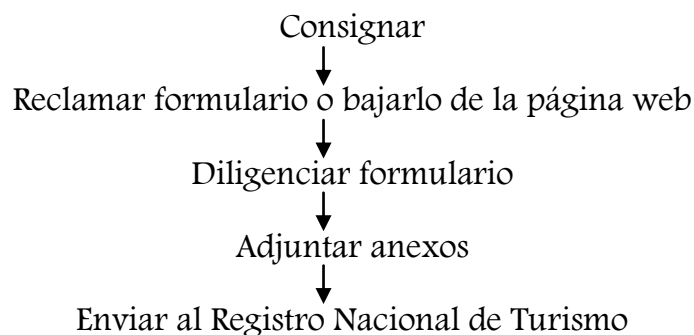 Consignar
Reclamar formulario o bajarlo de la página web
Diligenciar formulario
Adjuntar anexos
Enviar al Registro Nacional de Turismo